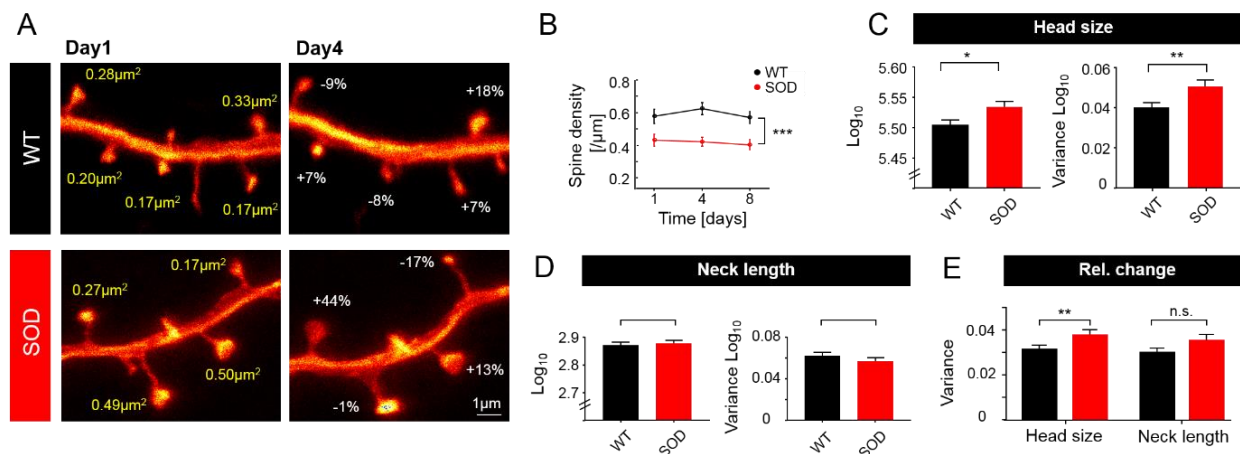 A
Day1
Day4
WT
0.28µm²
0.33µm²
0.20µm²
0.17µm²
0.17µm²
-9%
+18%
+7%
-8%
+7%
SOD
0.17µm²
0.27µm²
0.50µm²
0.49µm²
-17%
+44%
+13%
-1%
1µm
B
WT
SOD
Spine density
[/µm]
0.8
0.6
0.4
0.2
***
1
4
8
Time [days]
C
Head size
Log₁₀
5.60
5.55
5.50
5.45
*
WT
SOD
Variance Log₁₀
0.06
0.04
0.02
0
**
WT
SOD
D
Neck length
Log₁₀
2.9
2.8
2.7
WT
SOD
Variance Log₁₀
0.08
0.04
0
WT
SOD
E
Rel. change
Variance
0.04
0.02
0
**
n.s.
Head size
Neck length